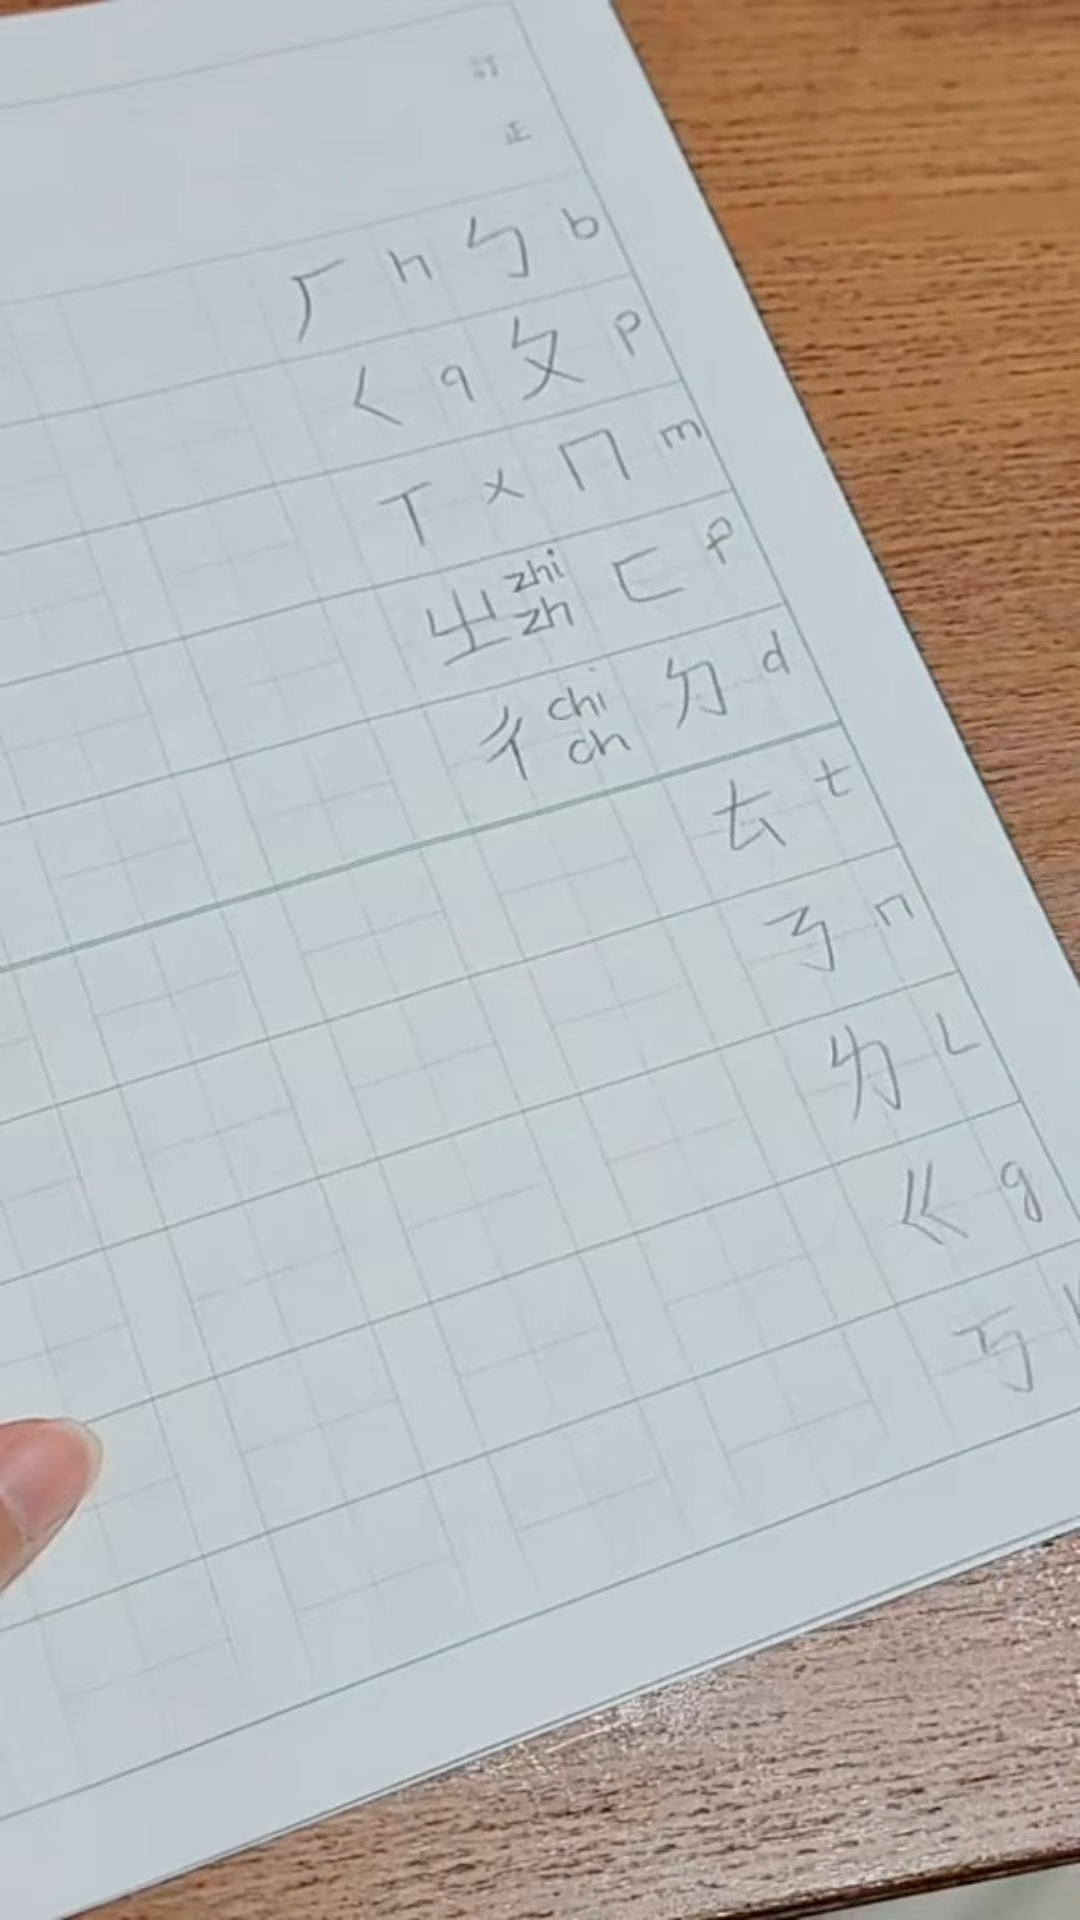 訂正
b ㄅ
p ㄆ
m ㄇ
f ㄈ
d ㄉ
t ㄊ
n ㄋ
L ㄌ
g ㄍ
ㄎ
h ㄏ
q ㄑ
x ㄒ
zhi zh ㄓ
chi ch ㄔ